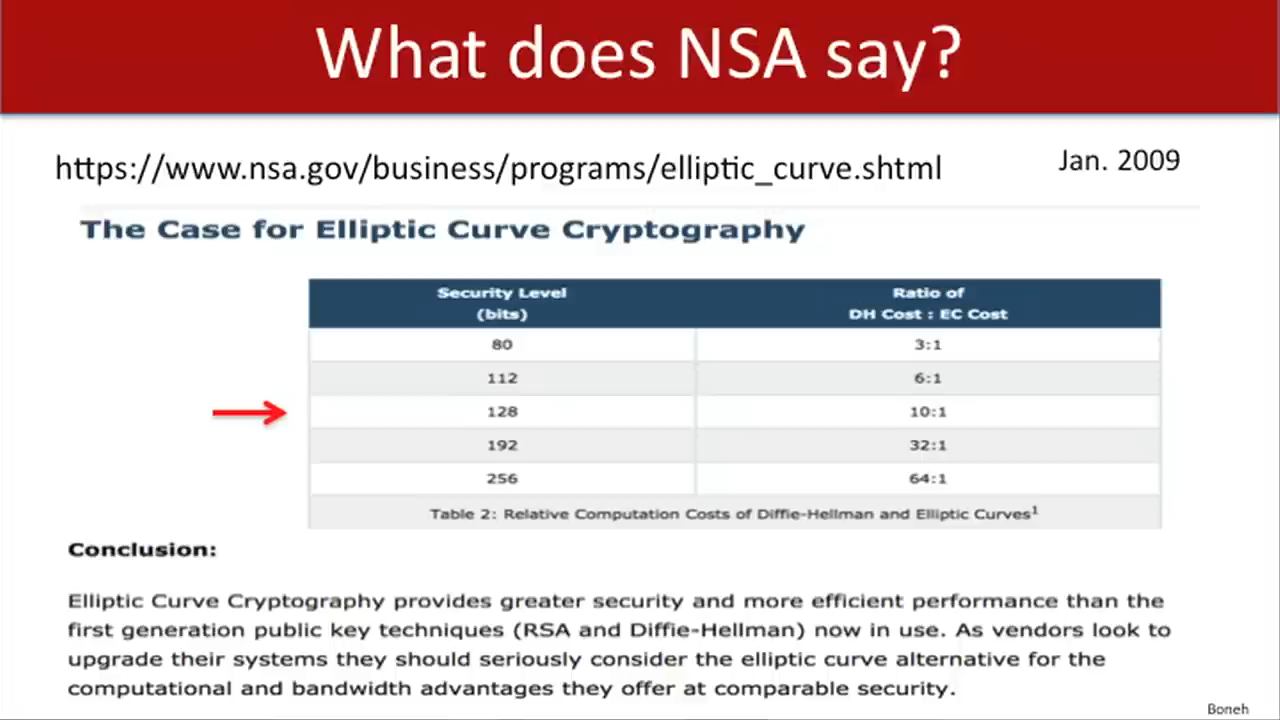 What does NSA say?
https://www.nsa.gov/business/programs/elliptic_curve.shtml Jan. 2009
The Case for Elliptic Curve Cryptography
Security Level (bits) Ratio of DH Cost : EC Cost
80 3:1
112 6:1
128 10:1
192 32:1
256 64:1
Table 2: Relative Computation Costs of Diffie-Hellman and Elliptic Curves1
Conclusion:
Elliptic Curve Cryptography provides greater security and more efficient performance than the
first generation public key techniques (RSA and Diffie-Hellman) now in use. As vendors look to
upgrade their systems they should seriously consider the elliptic curve alternative for the
computational and bandwidth advantages they offer at comparable security.
Boneh